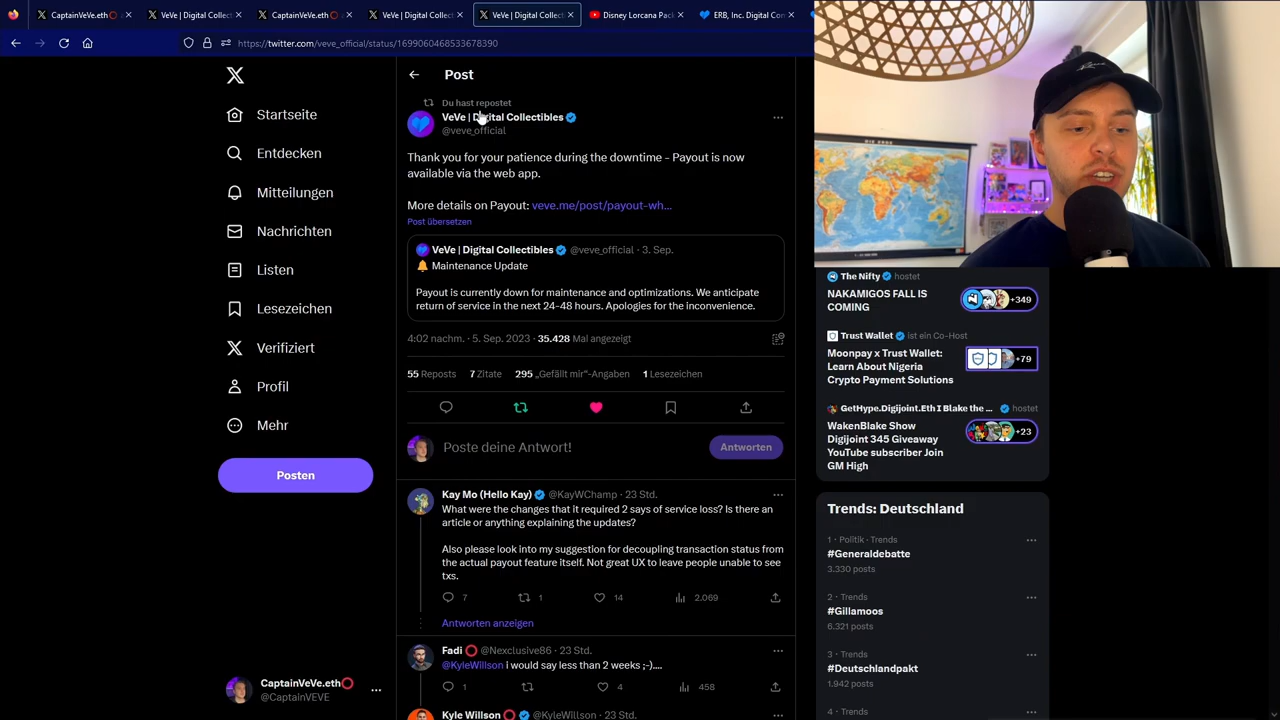 CaptainVeVe.eth
VeVe | Digital Collect
CaptainVeVe.eth
VeVe | Digital Collect
VeVe | Digital Collect
Disney Lorcana Pack
ERB, Inc. Digital Con
https://twitter.com/veve_official/status/1699060468533678390
Startseite
Entdecken
Mitteilungen
Nachrichten
Listen
Lesezeichen
Verifiziert
Profil
Mehr
Posten
CaptainVeVe.eth
@CaptainVEVE
Post
Du hast repostet
VeVe | Digital Collectibles
@veve_official
Thank you for your patience during the downtime - Payout is now
available via the web app.
More details on Payout: veve.me/post/payout-wh...
Post übersetzen
VeVe | Digital Collectibles @veve_official · 3. Sep.
Maintenance Update
Payout is currently down for maintenance and optimizations. We anticipate
return of service in the next 24-48 hours. Apologies for the inconvenience.
4:02 nachm. · 5. Sep. 2023 · 35.428 Mal angezeigt
55 Reposts 7 Zitate 295 „Gefällt mir“-Angaben 1 Lesezeichen
Poste deine Antwort!
Antworten
Kay Mo (Hello Kay) @KayWChamp · 23 Std.
What were the changes that it required 2 says of service loss? Is there an
article or anything explaining the updates?
Also please look into my suggestion for decoupling transaction status from
the actual payout feature itself. Not great UX to leave people unable to see
txs.
7 1 14 2.069
Antworten anzeigen
Fadi @Nexclusive86 · 23 Std.
@KyleWillson i would say less than 2 weeks ;-)....
1 4 458
Kyle Willson @KyleWillson · 23 Std.
The Nifty hostet
NAKAMIGOS FALL IS
COMING
+349
Trust Wallet ist ein Co-Host
Moonpay x Trust Wallet:
Learn About Nigeria
Crypto Payment Solutions
+79
GetHype.Digijoint.Eth I Blake the ... hostet
WakenBlake Show
Digijoint 345 Giveaway
YouTube subscriber Join
GM High
+23
Trends: Deutschland
1 · Politik · Trends
#Generaldebatte
3.330 posts
2 · Trends
#Gillamoos
6.321 posts
3 · Trends
#Deutschlandpakt
1.942 posts
4 · Trends